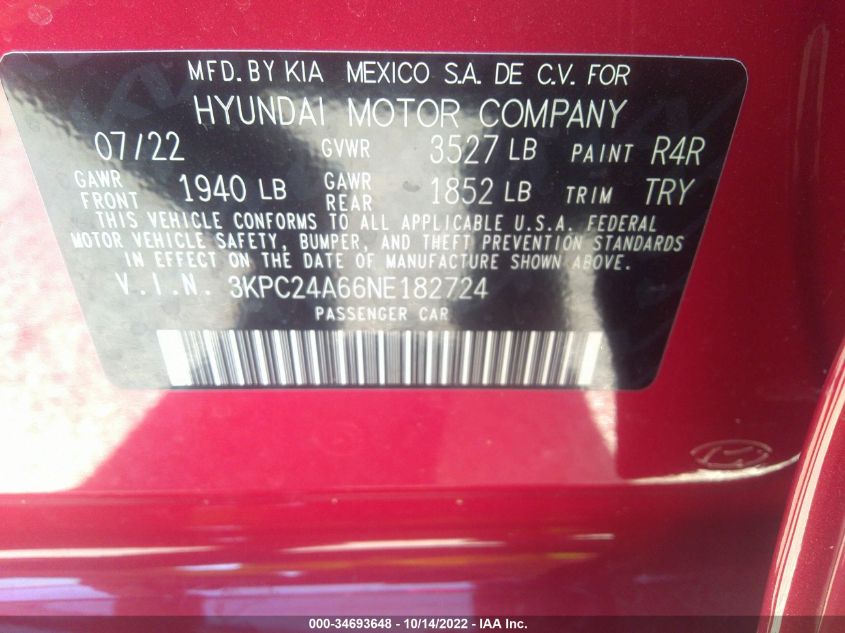 MFD. BY KIA MEXICO S.A. DE C.V. FOR
HYUNDAI MOTOR COMPANY
07/22 GVWR 3527 LB PAINT R4R
GAWR FRONT 1940 LB GAWR REAR 1852 LB TRIM TRY
THIS VEHICLE CONFORMS TO ALL APPLICABLE U.S.A. FEDERAL
MOTOR VEHICLE SAFETY, BUMPER, AND THEFT PREVENTION STANDARDS
IN EFFECT ON THE DATE OF MANUFACTURE SHOWN ABOVE.
V.I.N. 3KPC24A66NE182724
PASSENGER CAR
000-34693648 - 10/14/2022 - IAA Inc.